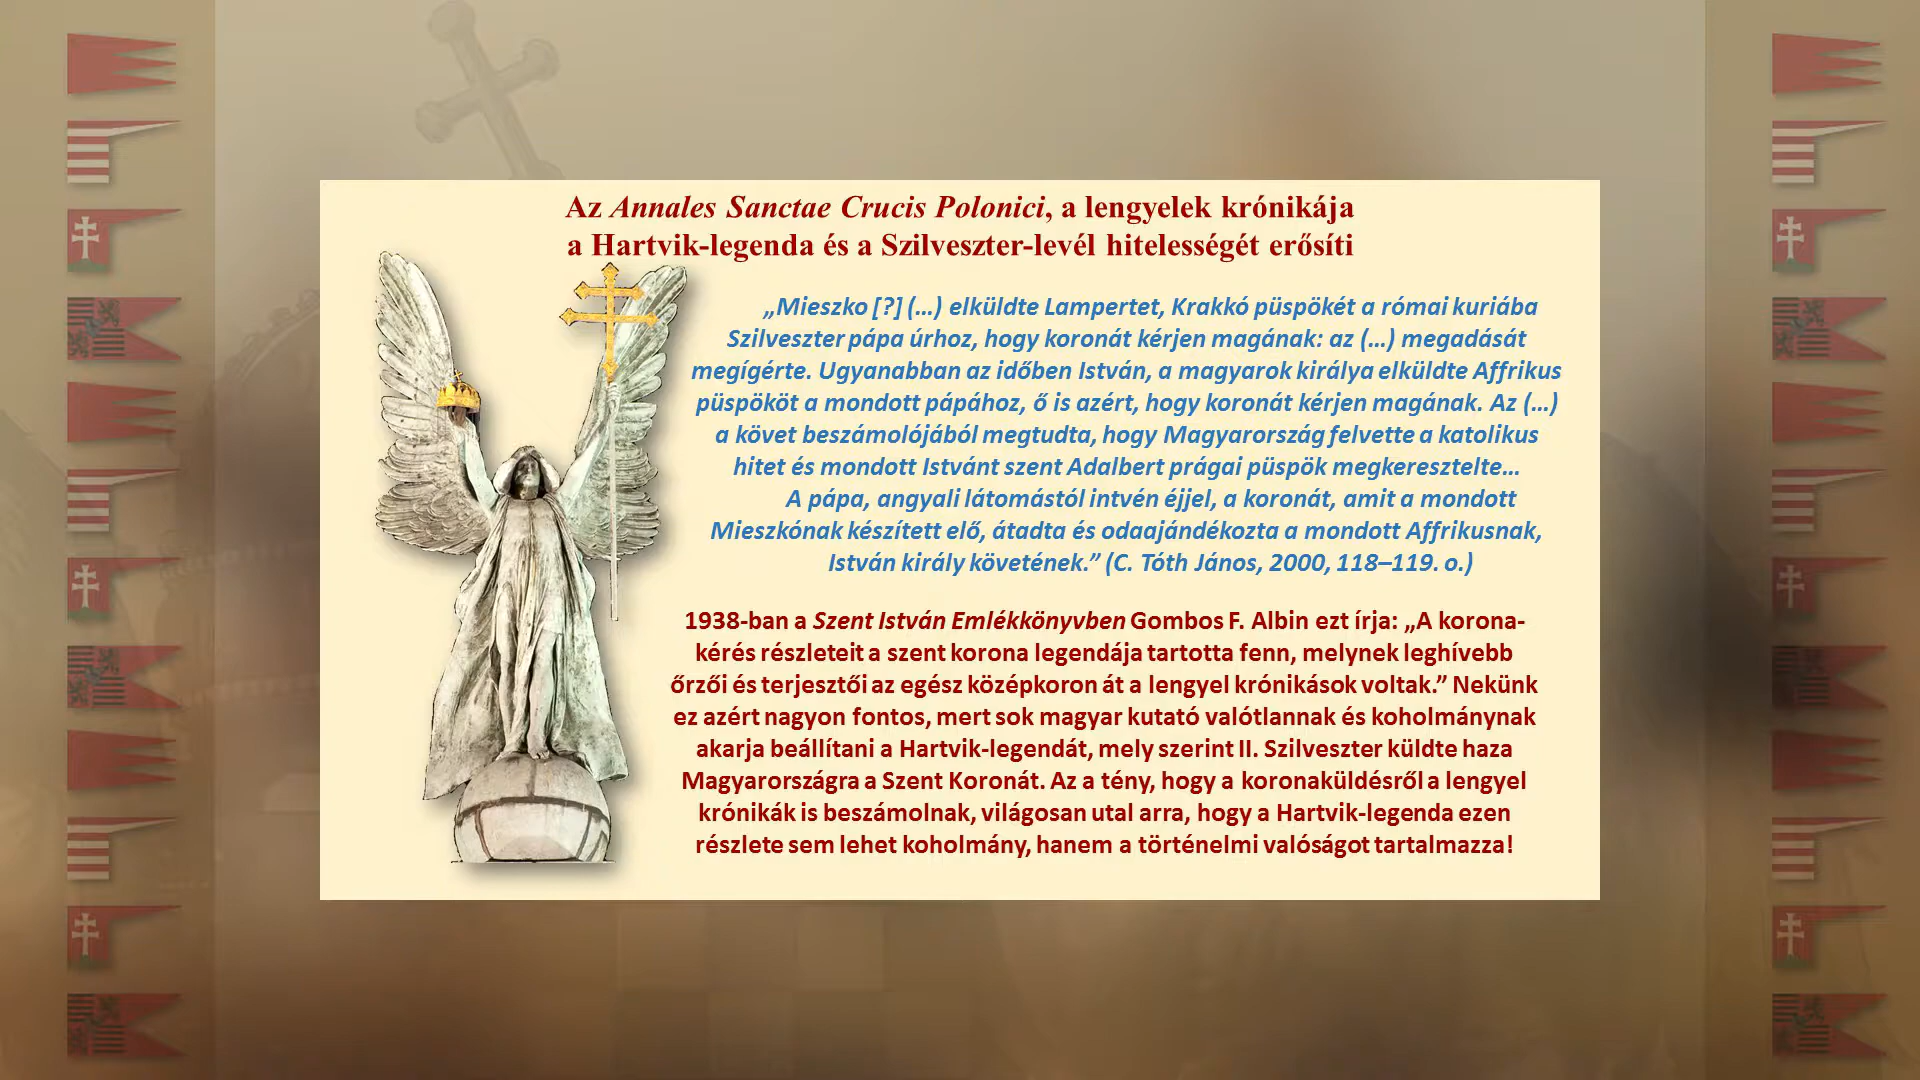 Az Annales Sanctae Crucis Polonici, a lengyelek krónikája
a Hartvik-legenda és a Szilveszter-levél hitelességét erősíti
„Mieszko [?] (…) elküldte Lampertet, Krakkó püspökét a római kuriába
Szilveszter pápa úrhoz, hogy koronát kérjen magának: az (…) megadását
megígérte. Ugyanabban az időben István, a magyarok királya elküldte Affrikus
püspököt a mondott pápához, ő is azért, hogy koronát kérjen magának. Az (…)
a követ beszámolójából megtudta, hogy Magyarország felvette a katolikus
hitet és mondott Istvánt szent Adalbert prágai püspök megkeresztelte…
A pápa, angyali látomástól intvén éjjel, a koronát, amit a mondott
Mieszkónak készített elő, átadta és odaajándékozta a mondott Affrikusnak,
István király követének.” (C. Tóth János, 2000, 118–119. o.)
1938-ban a Szent István Emlékkönyvben Gombos F. Albin ezt írja: „A korona-
kérés részleteit a szent korona legendája tartotta fenn, melynek leghívebb
őrzői és terjesztői az egész középkoron át a lengyel krónikások voltak.” Nekünk
ez azért nagyon fontos, mert sok magyar kutató valótlannak és koholmánynak
akarja beállítani a Hartvik-legendát, mely szerint II. Szilveszter küldte haza
Magyarországra a Szent Koronát. Az a tény, hogy a koronaküldésről a lengyel
krónikák is beszámolnak, világosan utal arra, hogy a Hartvik-legenda ezen
részlete sem lehet koholmány, hanem a történelmi valóságot tartalmazza!